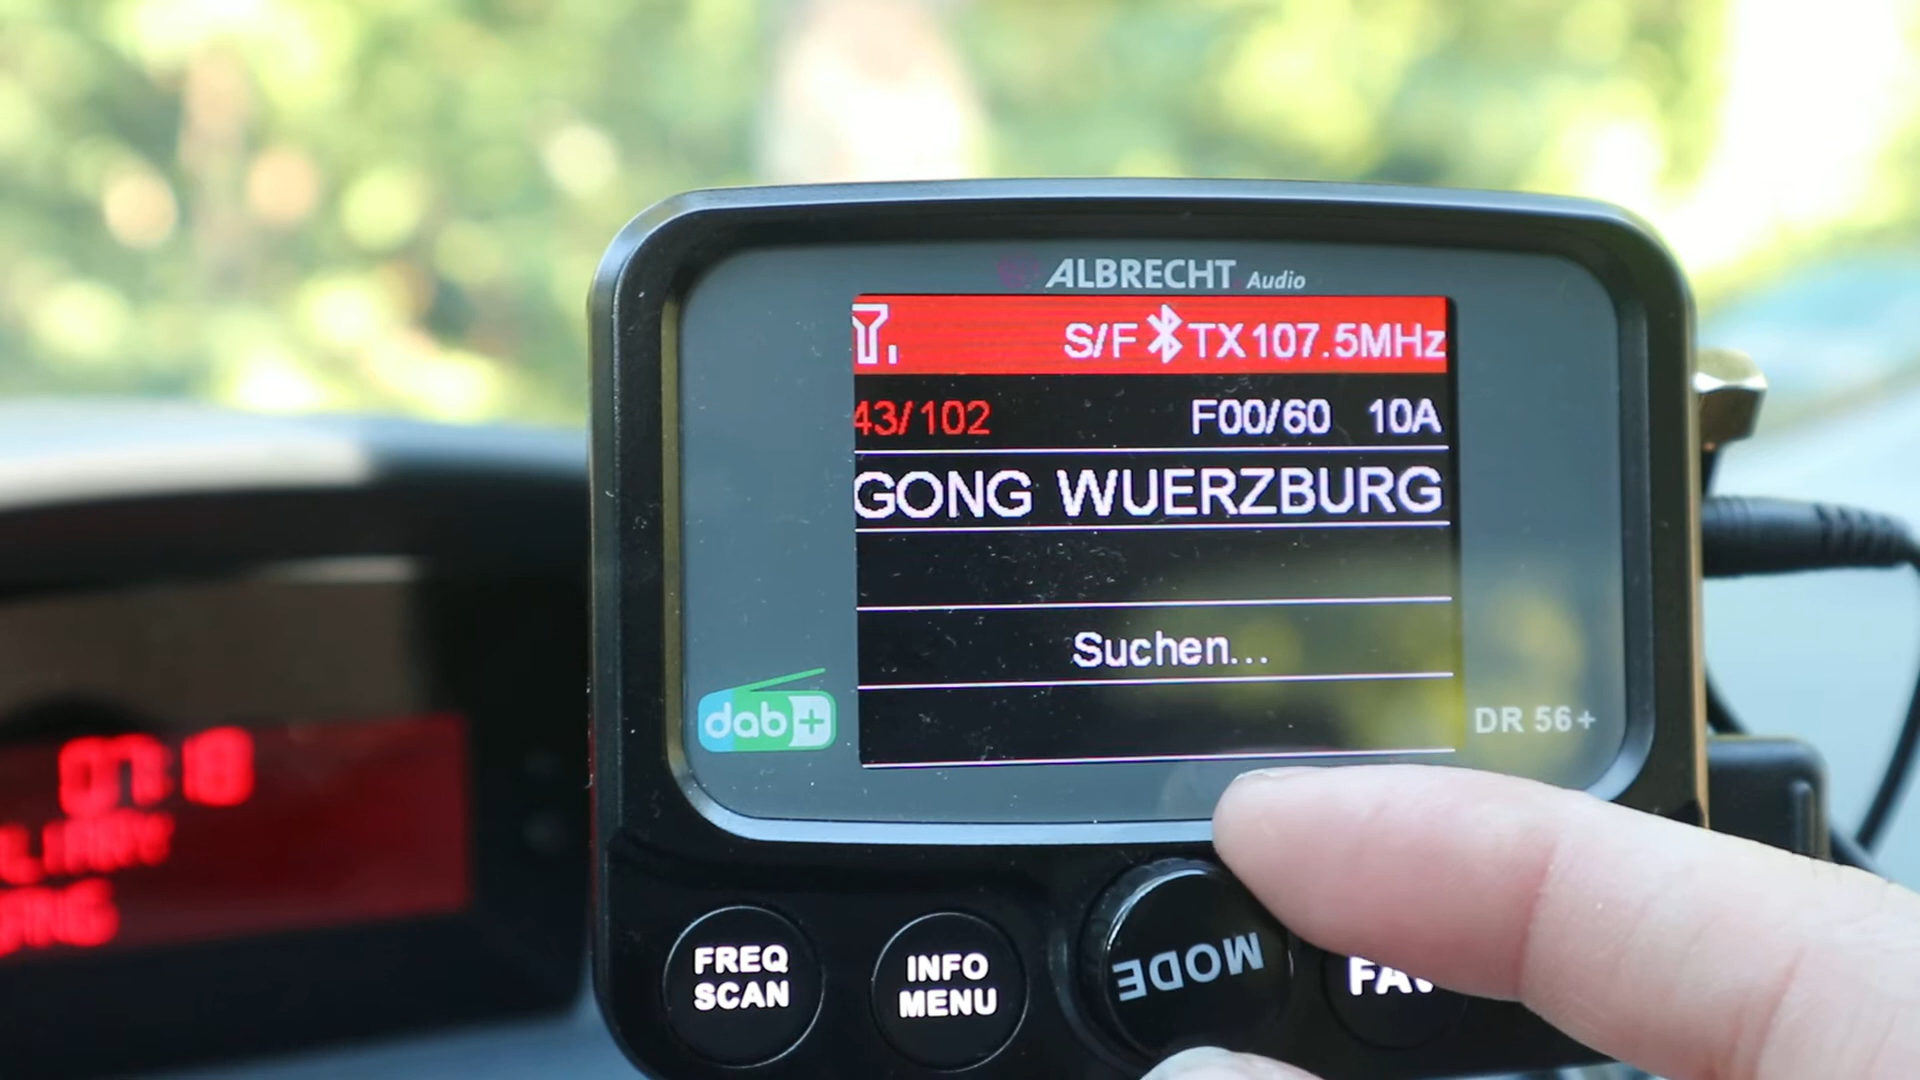 ALBRECHT Audio
S/F TX 107.5MHz
43/102 F00/60 10A
GONG WUERZBURG
Suchen...
dab+
DR 56+
FREQ
SCAN
INFO
MENU
MODE